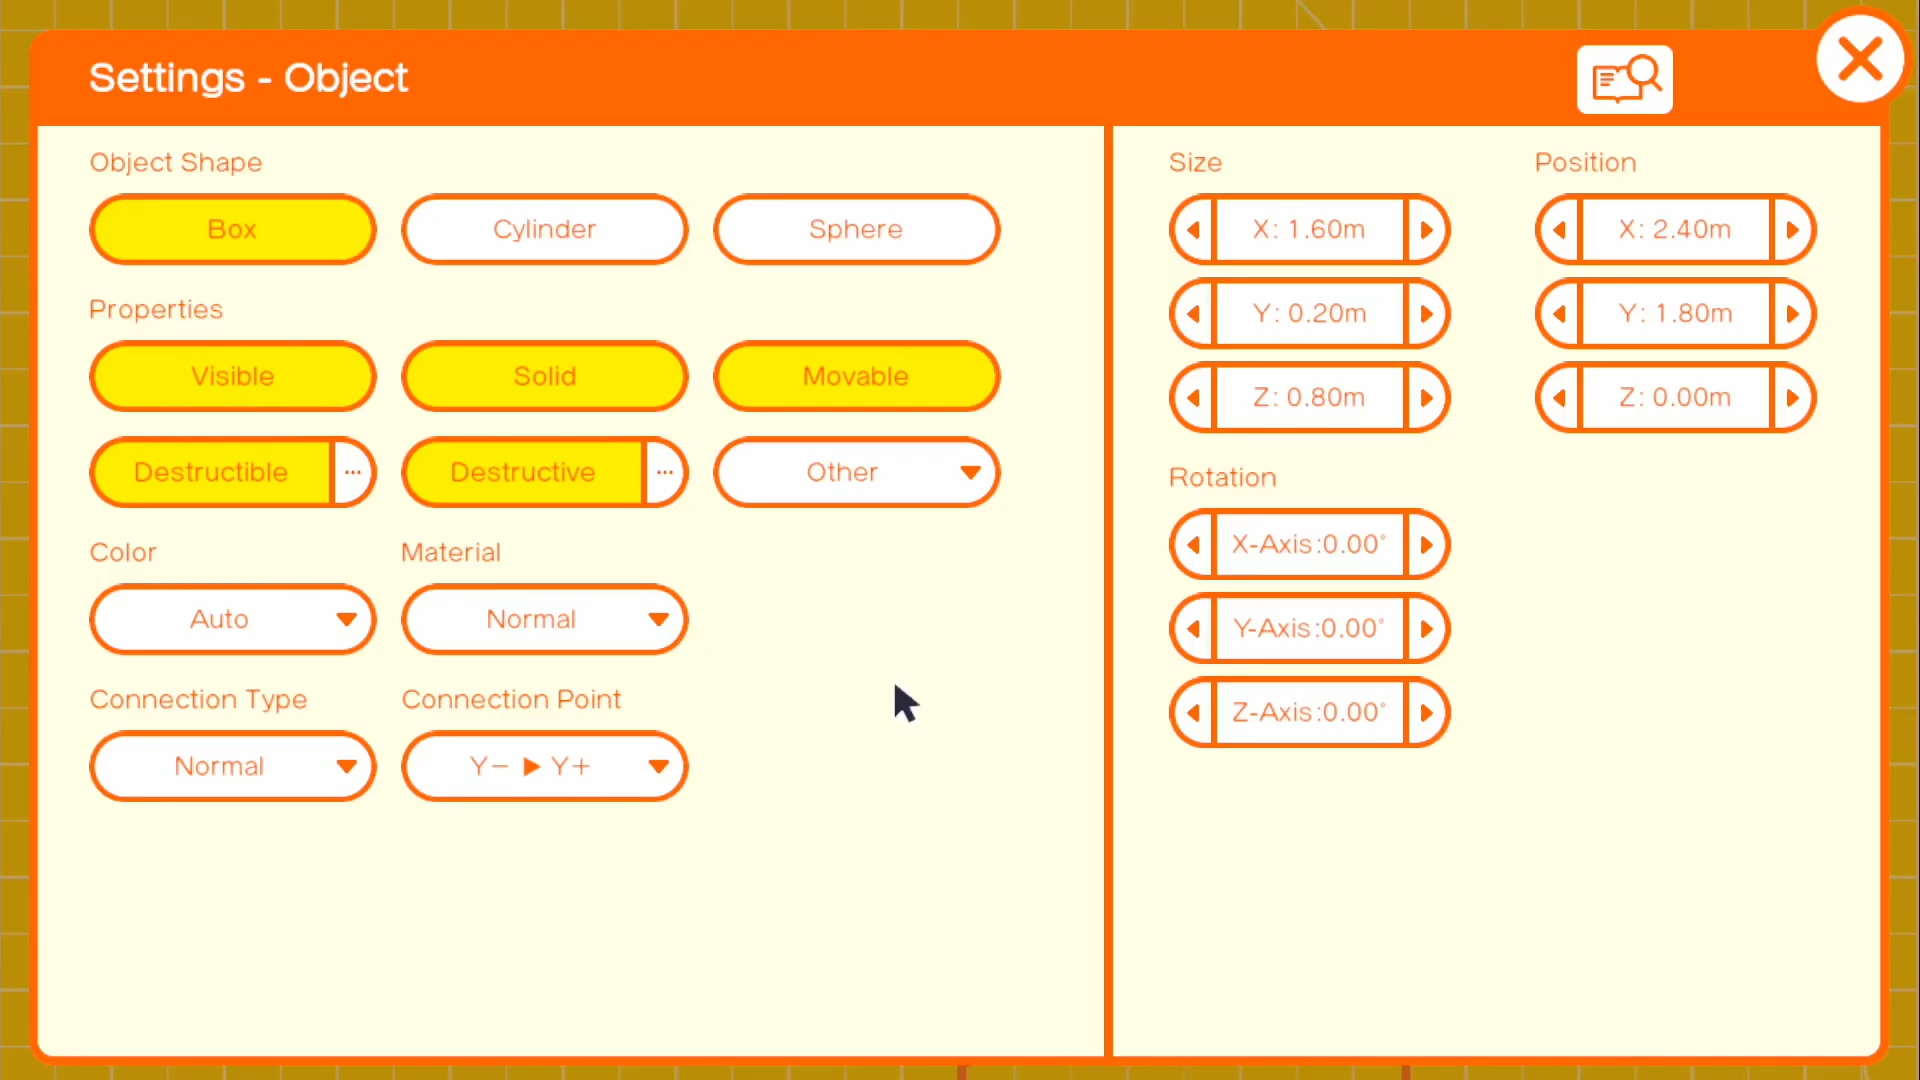 Settings - Object
Object Shape
Box
Cylinder
Sphere
Properties
Visible
Solid
Movable
Destructible
...
Destructive
...
Other
Color
Material
Auto
Normal
Connection Type
Connection Point
Normal
Y− ▶ Y+
Size
X: 1.60m
Y: 0.20m
Z: 0.80m
Position
X: 2.40m
Y: 1.80m
Z: 0.00m
Rotation
X-Axis:0.00°
Y-Axis:0.00°
Z-Axis:0.00°